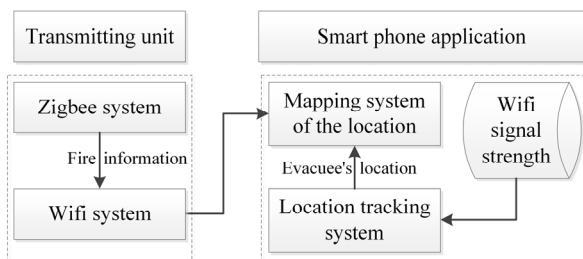 Transmitting unit
Smart phone application
Zigbee system
Fire information
Wifi system
Mapping system
of the location
Evacuee's location
Location tracking
system
Wifi
signal
strength